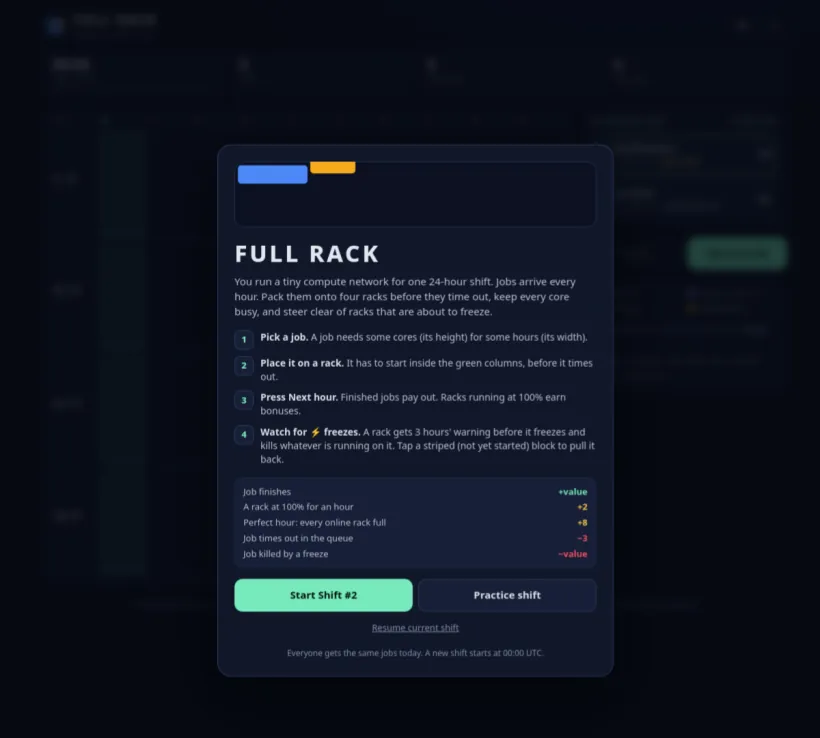 FULL RACK
You run a tiny compute network for one 24-hour shift. Jobs arrive every
hour. Pack them onto four racks before they time out, keep every core
busy, and steer clear of racks that are about to freeze.
1 Pick a job. A job needs some cores (its height) for some hours (its width).
2 Place it on a rack. It has to start inside the green columns, before it times
out.
3 Press Next hour. Finished jobs pay out. Racks running at 100% earn
bonuses.
4 Watch for ⚡ freezes. A rack gets 3 hours' warning before it freezes and
kills whatever is running on it. Tap a striped (not yet started) block to pull it
back.
Job finishes +value
A rack at 100% for an hour +2
Perfect hour: every online rack full +8
Job times out in the queue −3
Job killed by a freeze −value
Start Shift #2 Practice shift
Resume current shift
Everyone gets the same jobs today. A new shift starts at 00:00 UTC.